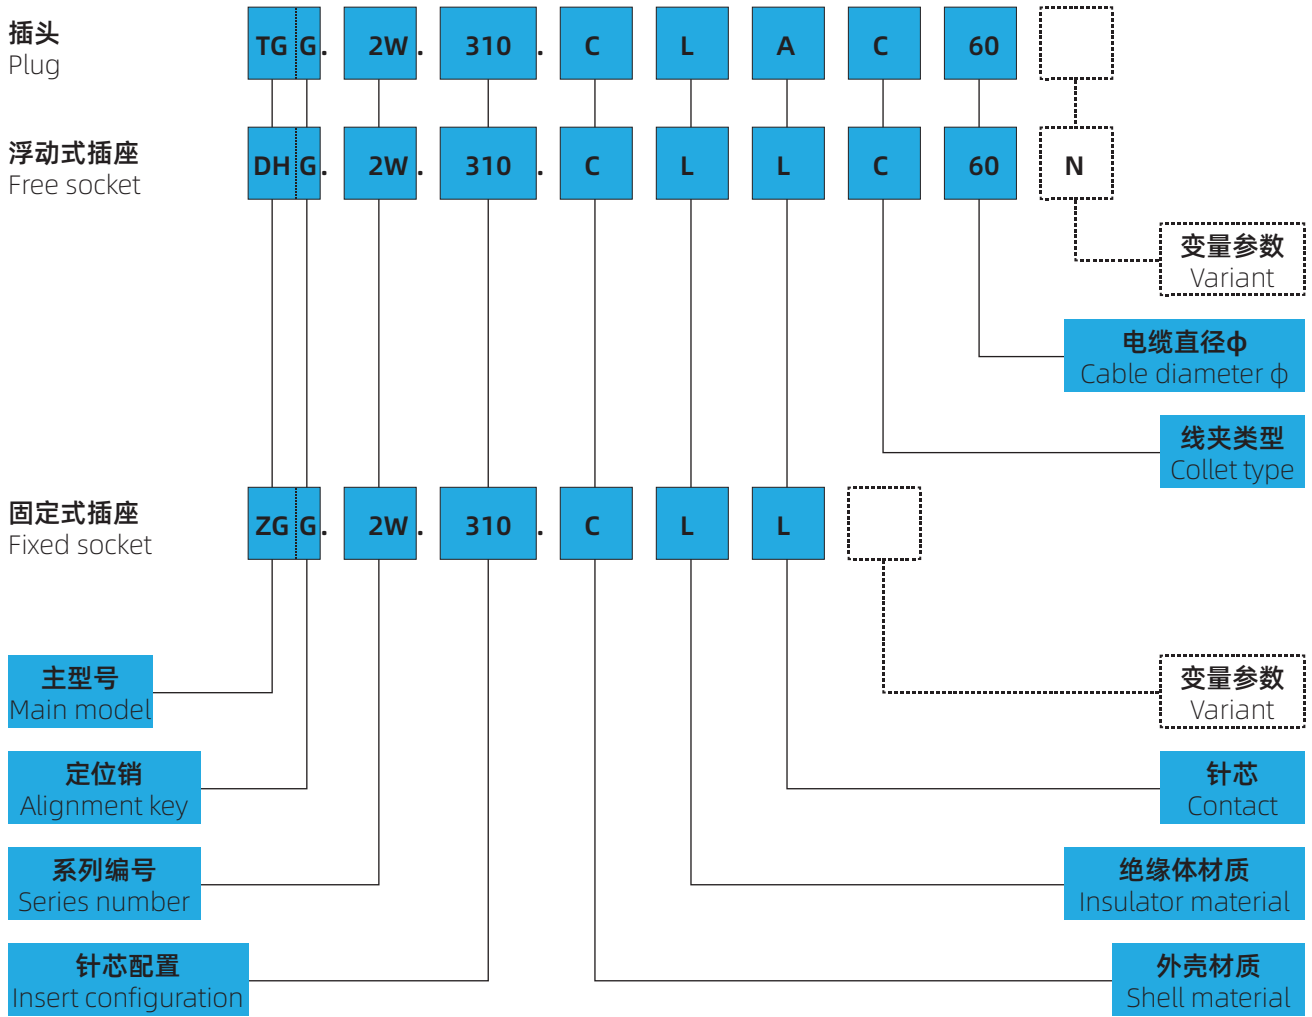 插头
Plug
TG G. 2W. 310. C L A C 60
浮动式插座
Free socket
DH G. 2W. 310. C L L C 60 N
变量参数
Variant
电缆直径φ
Cable diameter φ
线夹类型
Collet type
固定式插座
Fixed socket
ZG G. 2W. 310. C L L
主型号
Main model
变量参数
Variant
定位销
Alignment key
针芯
Contact
系列编号
Series number
绝缘体材质
Insulator material
针芯配置
Insert configuration
外壳材质
Shell material